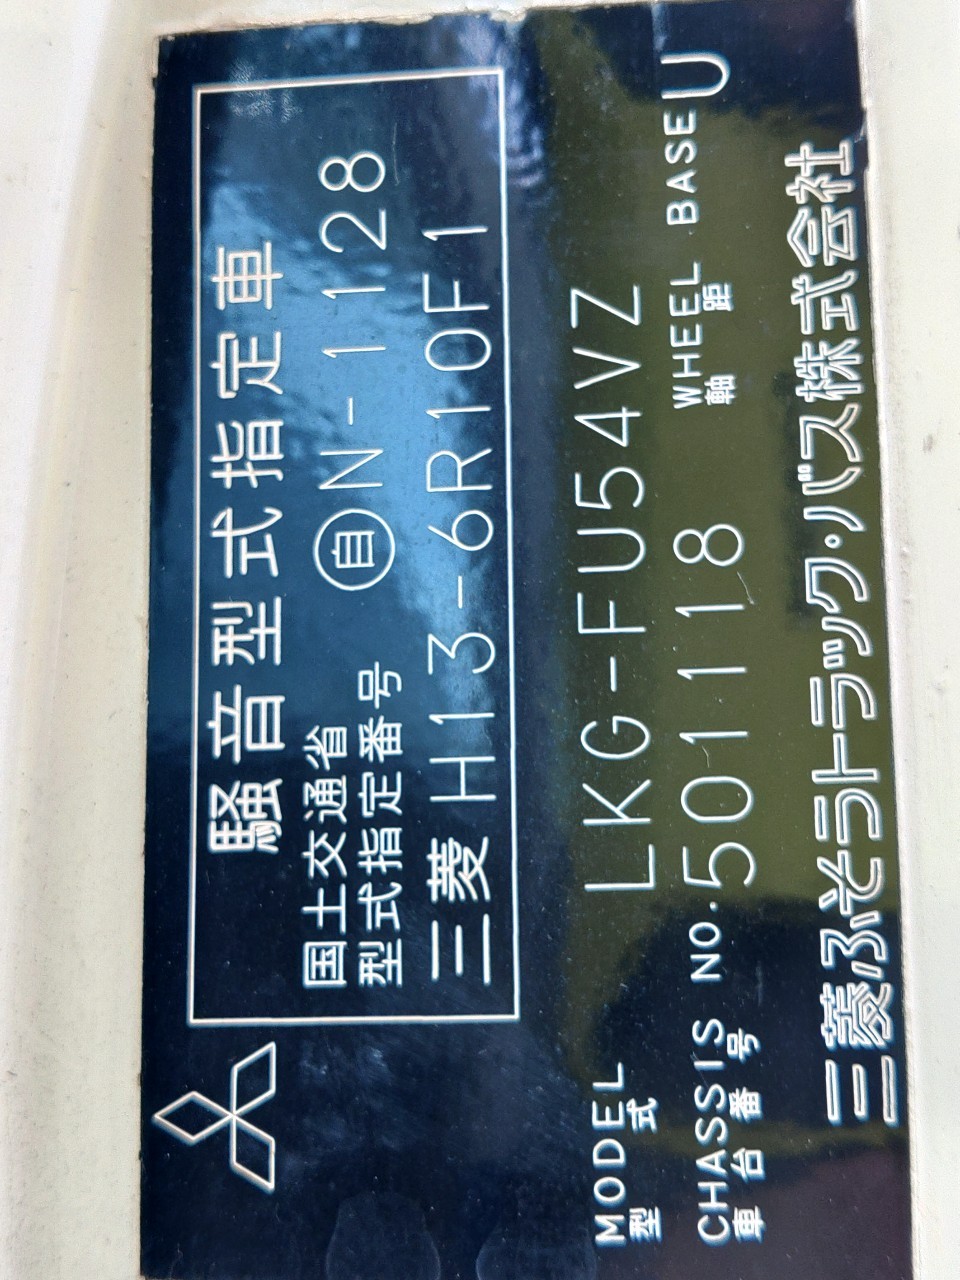 騒音型式指定車
国土交通省
型式指定番号 自N-1128
三菱 H13-6R10F1
MODEL LKG-FU54VZ
型式
CHASSIS NO.501118 WHEEL BASE U
車台番号 軸距
三菱ふそうトラック・バス株式会社